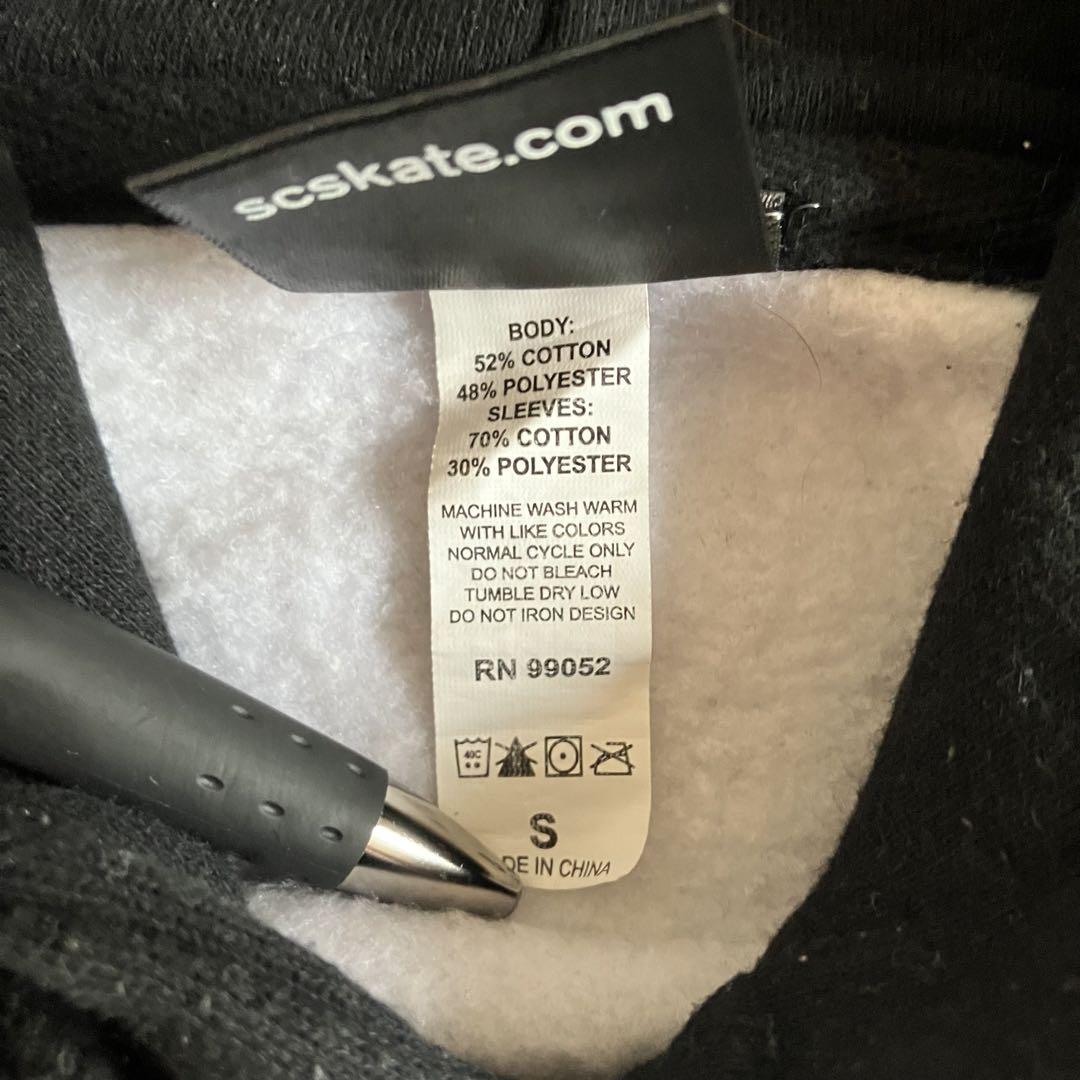 scskate.com
BODY:
52% COTTON
48% POLYESTER
SLEEVES:
70% COTTON
30% POLYESTER
MACHINE WASH WARM
WITH LIKE COLORS
NORMAL CYCLE ONLY
DO NOT BLEACH
TUMBLE DRY LOW
DO NOT IRON DESIGN
RN 99052
40C
S
IN CHINA